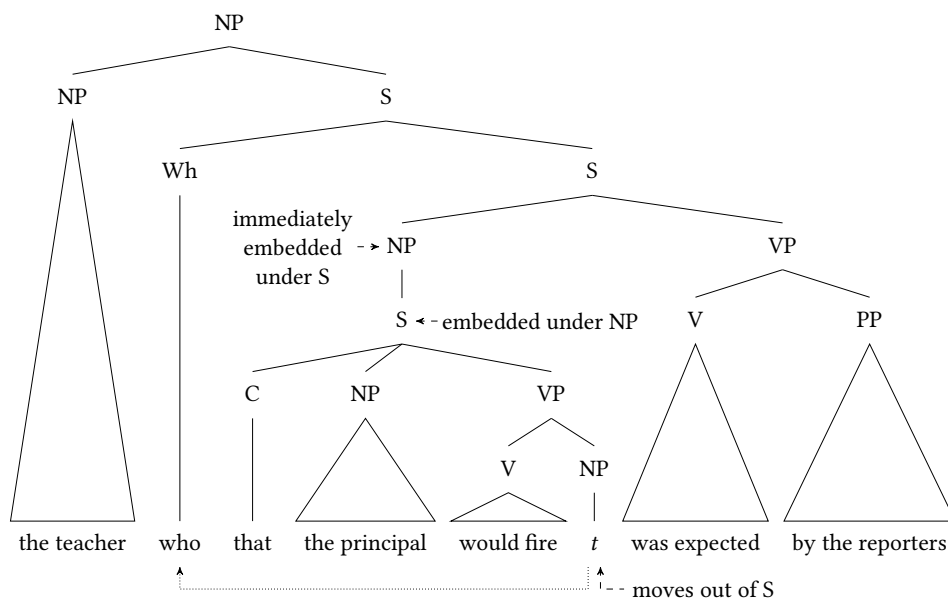 NP
NP S
Wh S
immediately
embedded
under S
NP VP
S embedded under NP V PP
C NP VP
V NP
the teacher who that the principal would fire t was expected by the reporters
moves out of S